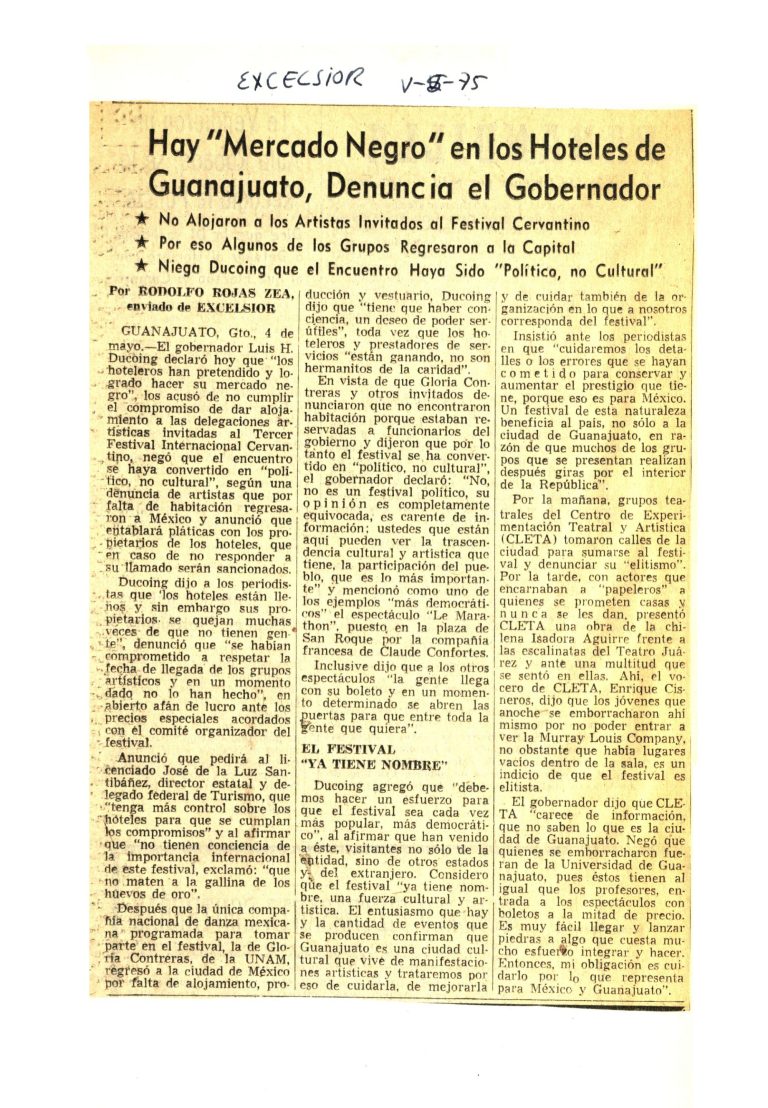 EXCELSIOR V-5-75
Hay "Mercado Negro" en los Hoteles de
Guanajuato, Denuncia el Gobernador
★ No Alojaron a los Artistas Invitados al Festival Cervantino
★ Por eso Algunos de los Grupos Regresaron a la Capital
★ Niega Ducoing que el Encuentro Haya Sido "Político, no Cultural"
Por RODOLFO ROJAS ZEA,
enviado de EXCELSIOR
GUANAJUATO, Gto., 4 de
mayo.—El gobernador Luis H.
Ducoing declaró hoy que "los
hoteleros han pretendido y lo-
grado hacer su mercado ne-
gro", los acusó de no cumplir
el compromiso de dar aloja-
miento a las delegaciones ar-
tísticas invitadas al Tercer
Festival Internacional Cervan-
tino, negó que el encuentro
se haya convertido en "polí-
tico, no cultural", según una
denuncia de artistas que por
falta de habitación regresa-
ron a México y anunció que
entablará pláticas con los pro-
pietarios de los hoteles, que
en caso de no responder a
su llamado serán sancionados.
Ducoing dijo a los periodis-
tas que "los hoteles están lle-
nos y sin embargo sus pro-
pietarios se quejan muchas
veces de que no tienen gen-
te", denunció que "se habían
comprometido a respetar la
fecha de llegada de los grupos
artísticos y en un momento
dado no lo han hecho", en
abierto afán de lucro ante los
precios especiales acordados
con el comité organizador del
festival.
Anunció que pedirá al li-
cenciado José de la Luz San-
tibáñez, director estatal y de-
legado federal de Turismo, que
"tenga más control sobre los
hóteles para que se cumplan
los compromisos" y al afirmar
que "no tienen conciencia de
la importancia internacional
de este festival, exclamó: "que
no maten a la gallina de los
huevos de oro".
Después que la única compa-
ñía nacional de danza mexica-
na programada para tomar
parte en el festival, la de Glo-
ria Contreras, de la UNAM,
regresó a la ciudad de México
por falta de alojamiento, pro-
ducción y vestuario, Ducoing
dijo que "tiene que haber con-
ciencia, un deseo de poder ser-
útiles", toda vez que los ho-
teleros y prestadores de ser-
vicios "están ganando, no son
hermanitos de la caridad".
En vista de que Gloria Con-
treras y otros invitados de-
nunciaron que no encontraron
habitación porque estaban re-
servadas a funcionarios del
gobierno y dijeron que por lo
tanto el festival se ha conver-
tido en "político, no cultural",
el gobernador declaró: "No,
no es un festival político, su
opinión es completamente
equivocada, es carente de in-
formación; ustedes que están
aquí pueden ver la trascen-
dencia cultural y artística que
tiene, la participación del pue-
blo, que es lo más importan-
te" y mencionó como uno de
los ejemplos "más democráti-
cos" el espectáculo "Le Mara-
thon", puesto en la plaza de
San Roque por la compañía
francesa de Claude Confortes.
Inclusive dijo que a los otros
espectáculos "la gente llega
con su boleto y en un momen-
to determinado se abren las
puertas para que entre toda la
gente que quiera".
EL FESTIVAL
"YA TIENE NOMBRE"
Ducoing agregó que "debe-
mos hacer un esfuerzo para
que el festival sea cada vez
más popular, más democráti-
co", al afirmar que han venido
a éste, visitantes no sólo de la
entidad, sino de otros estados
y del extranjero. Consideró
que el festival "ya tiene nom-
bre, una fuerza cultural y ar-
tística. El entusiasmo que hay
y la cantidad de eventos que
se producen confirman que
Guanajuato es una ciudad cul-
tural que vive de manifestacio-
nes artísticas y trataremos por
eso de cuidarla, de mejorarla
y de cuidar también de la or-
ganización en lo que a nosotros
corresponda del festival".
Insistió ante los periodistas
en que "cuidaremos los deta-
lles o los errores que se hayan
cometido para conservar y
aumentar el prestigio que tie-
ne, porque eso es para México.
Un festival de esta naturaleza
beneficia al país, no sólo a la
ciudad de Guanajuato, en ra-
zón de que muchos de los gru-
pos que se presentan realizan
después giras por el interior
de la República".
Por la mañana, grupos tea-
trales del Centro de Experi-
mentación Teatral y Artística
(CLETA) tomaron calles de la
ciudad para sumarse al festi-
val y denunciar su "elitismo".
Por la tarde, con actores que
encarnaban a "papeleros" a
quienes se prometen casas y
nunca se les dan, presentó
CLETA una obra de la chi-
lena Isadora Aguirre frente a
las escalinatas del Teatro Juá-
rez y ante una multitud que
se sentó en ellas. Ahí, el vo-
cero de CLETA, Enrique Cis-
neros, dijo que los jóvenes que
anoche se emborracharon ahí
mismo por no poder entrar a
ver la Murray Louis Company,
no obstante que había lugares
vacíos dentro de la sala, es un
indicio de que el festival es
elitista.
El gobernador dijo que CLE-
TA "carece de información,
que no saben lo que es la ciu-
dad de Guanajuato. Negó que
quienes se emborracharon fue-
ran de la Universidad de Gua-
najuato, pues éstos tienen al
igual que los profesores, en-
trada a los espectáculos con
boletos a la mitad de precio.
Es muy fácil llegar y lanzar
piedras a algo que cuesta mu-
cho esfuerzo integrar y hacer.
Entonces, mi obligación es cui-
darlo por lo que representa
para México y Guanajuato".